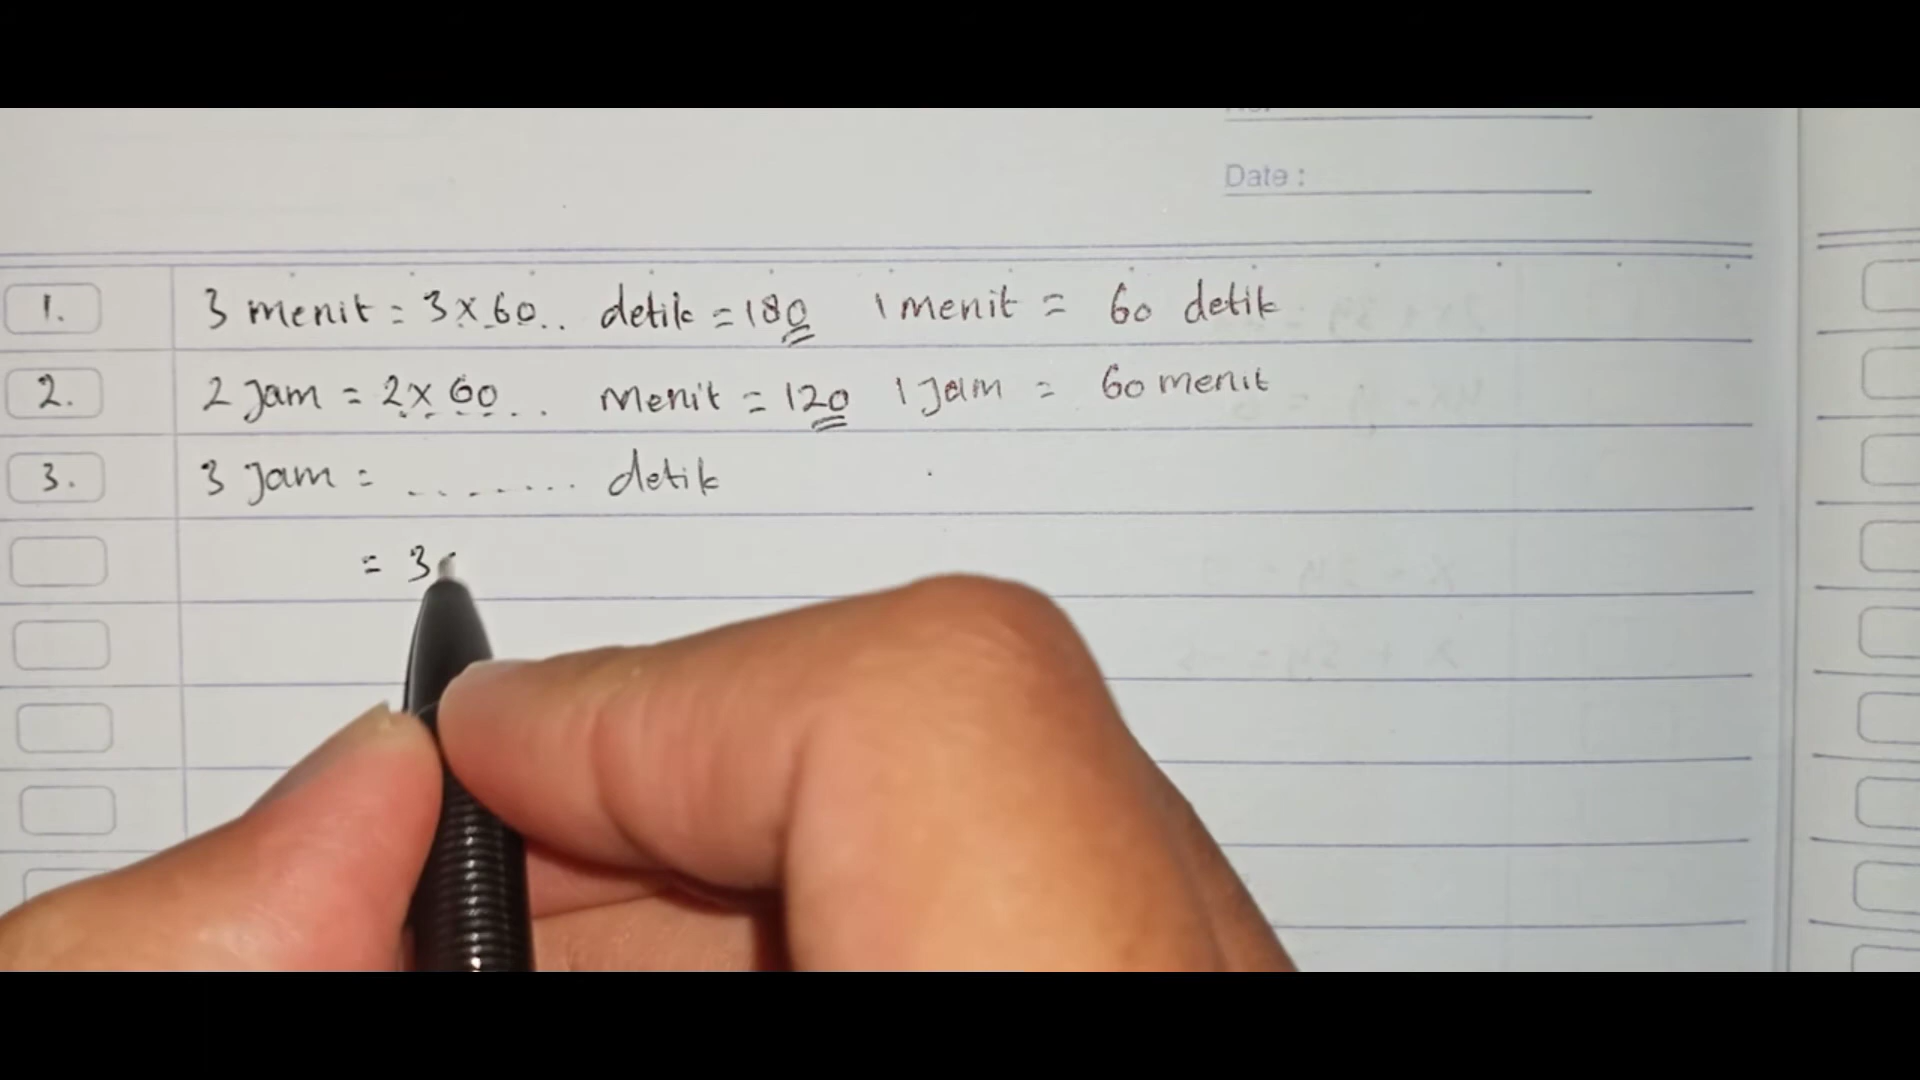 Date :
1. 3 menit = 3 x 60.. detik = 180 1 menit = 60 detik
2. 2 Jam = 2 x 60.. menit = 120 1 Jam = 60 menit
3. 3 Jam = ........ detik
= 3